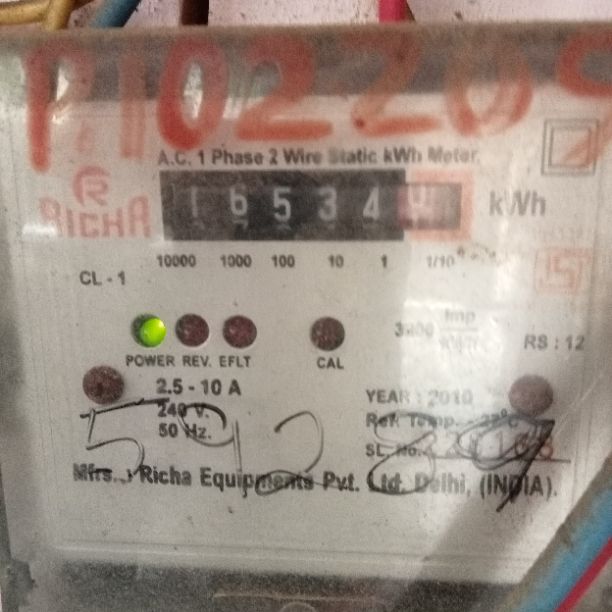 P102209
A.C. 1 Phase 2 Wire Static kWh Meter
RICHA
1 6 5 3 4
kWh
10000 1000 100 10 1 1/10
CL - 1
Imp
RS : 12
POWER REV. EFLT CAL
2.5 - 10 A
240 V.
50 Hz.
YEAR : 2010
Ref. Temp.
SL. No.
Mfrs. : Richa Equipments Pvt. Ltd. Delhi, (INDIA).